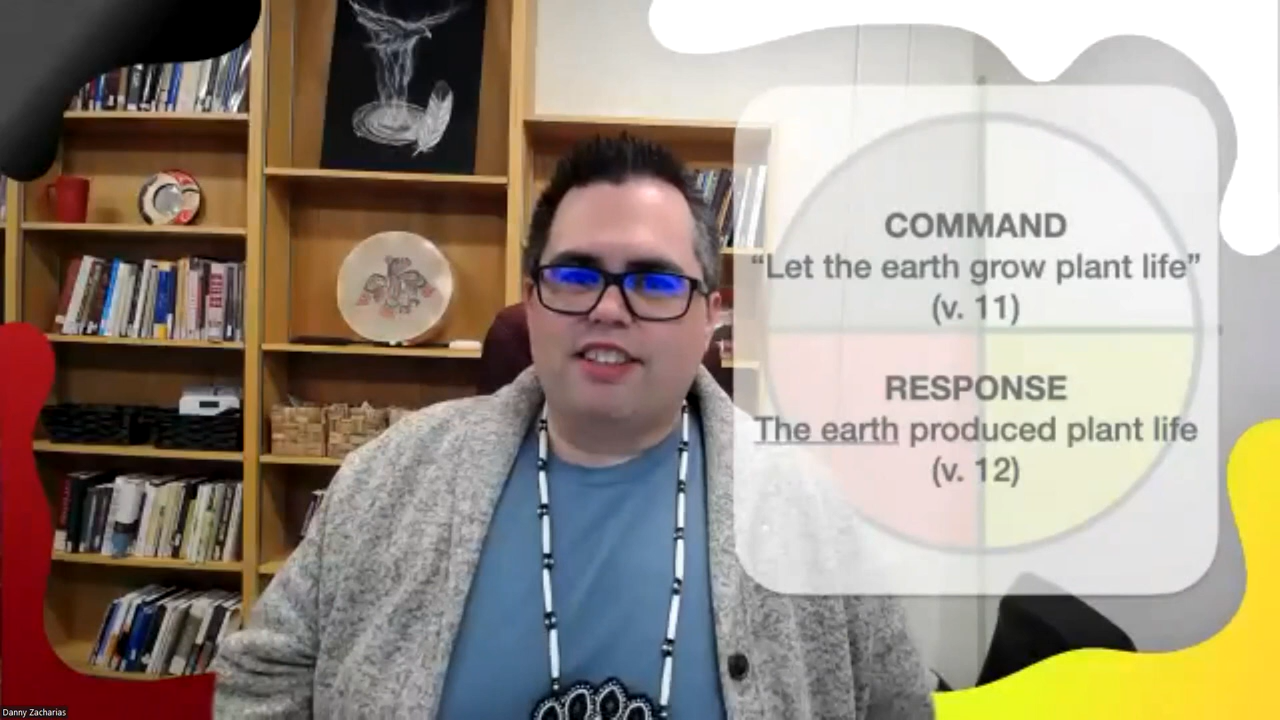 COMMAND
“Let the earth grow plant life”
(v. 11)
RESPONSE
The earth produced plant life
(v. 12)
Danny Zacharias